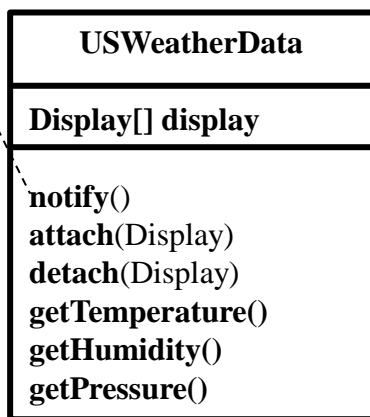 USWeatherData
Display[] display
notify()
attach(Display)
detach(Display)
getTemperature()
getHumidity()
getPressure()